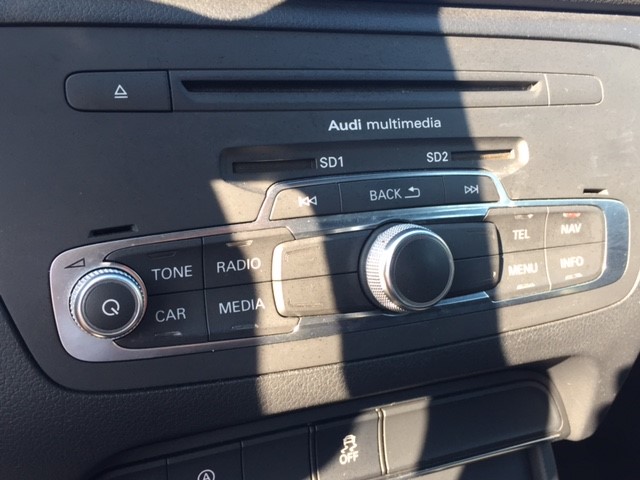 Audi multimedia
SD1
SD2
BACK
TONE
RADIO
TEL
NAV
CAR
MEDIA
MENU
INFO
A
OFF